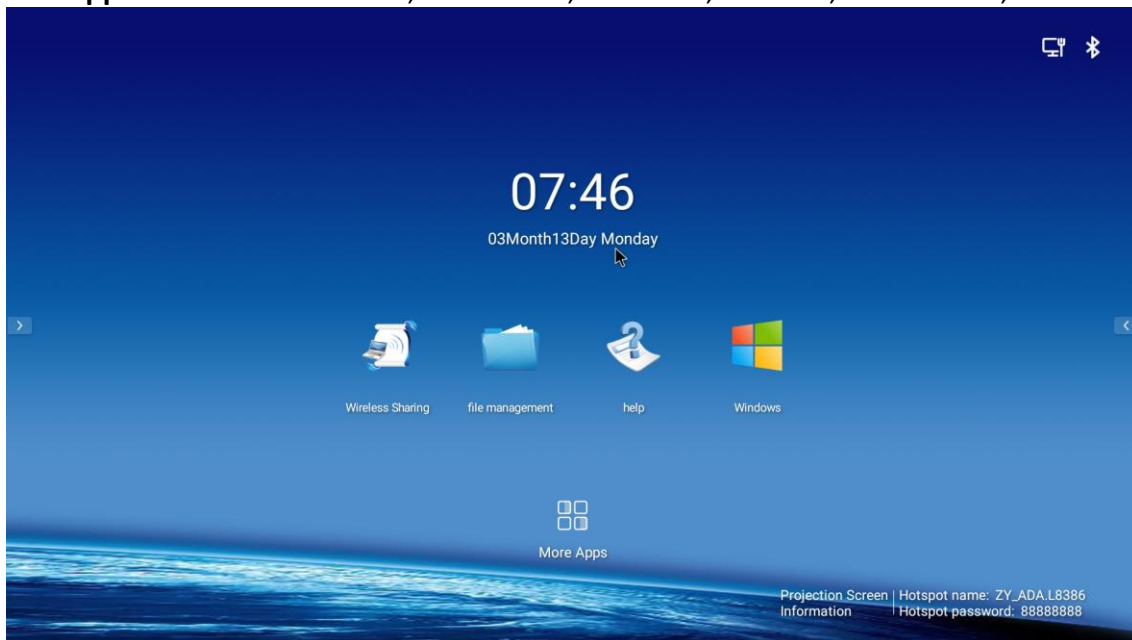 07:46
03Month13Day Monday
Wireless Sharing
file management
help
Windows
More Apps
Projection Screen
Information
Hotspot name: ZY_ADA.L8386
Hotspot password: 88888888